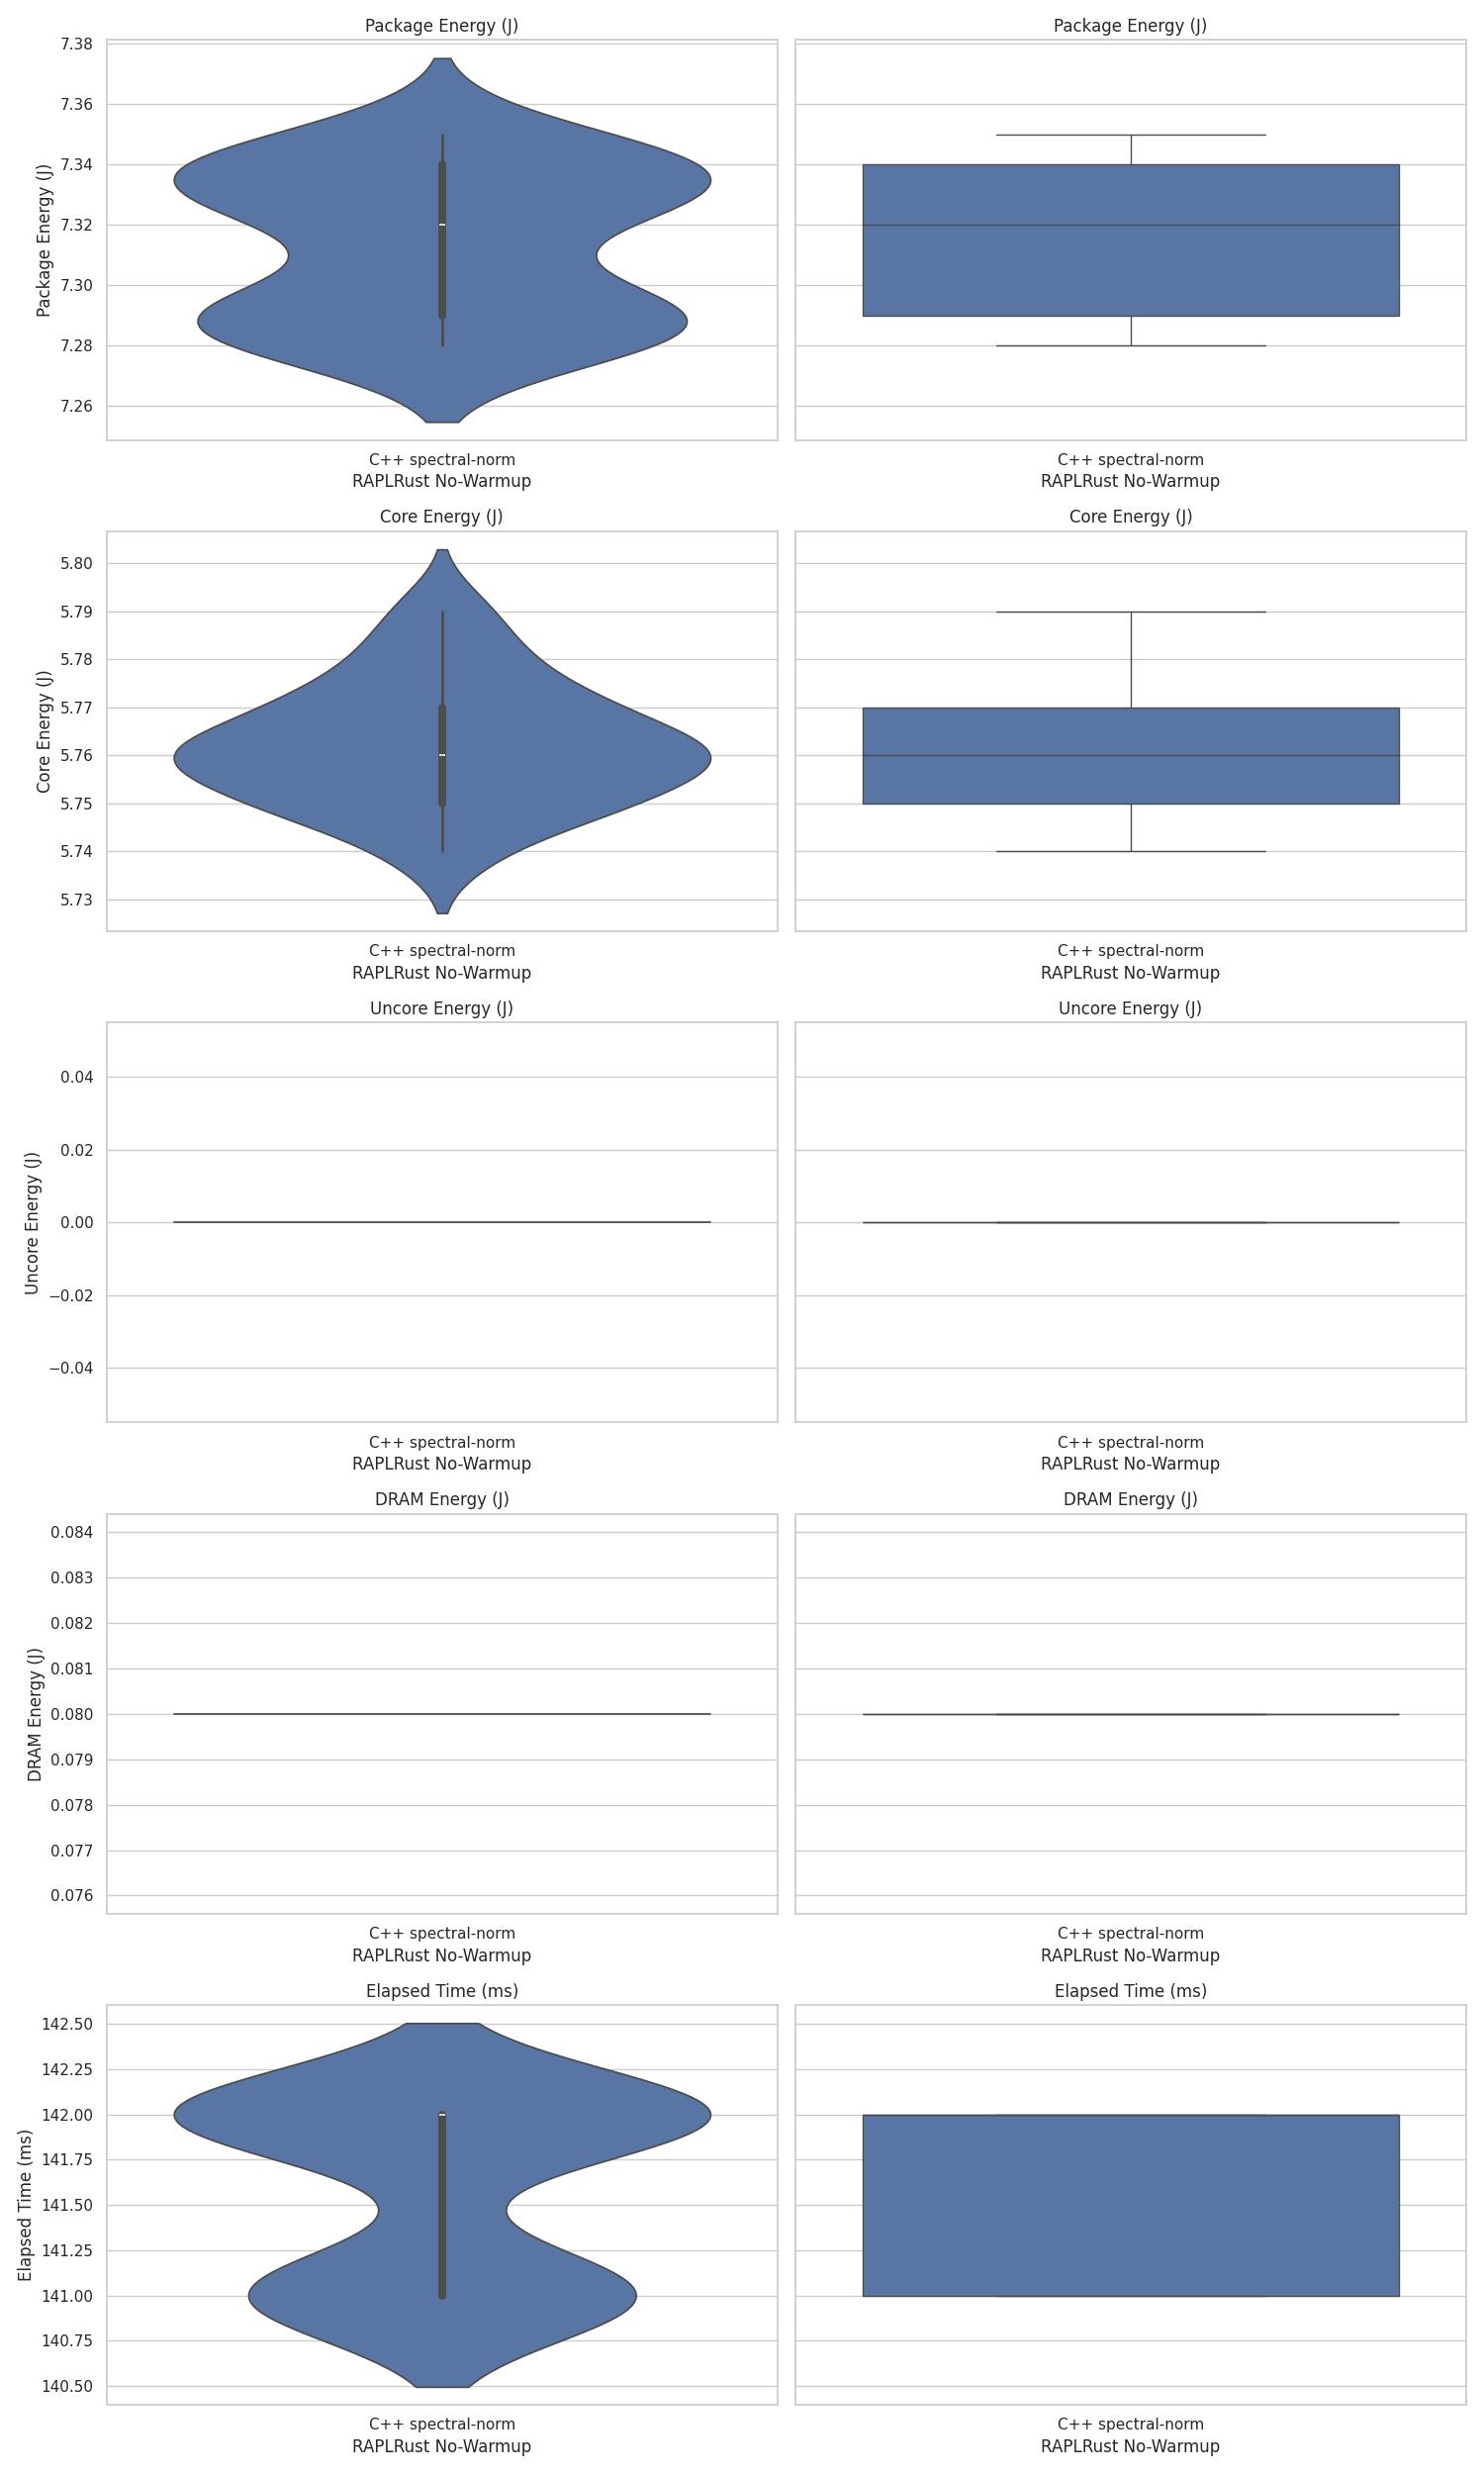 Package Energy (J)
Package Energy (J)
7.38
7.36
7.34
7.32
7.30
7.28
7.26
Package Energy (J)
C++ spectral-norm
RAPLRust No-Warmup
C++ spectral-norm
RAPLRust No-Warmup
Core Energy (J)
Core Energy (J)
5.80
5.79
5.78
5.77
5.76
5.75
5.74
5.73
Core Energy (J)
C++ spectral-norm
RAPLRust No-Warmup
C++ spectral-norm
RAPLRust No-Warmup
Uncore Energy (J)
Uncore Energy (J)
0.04
0.02
0.00
−0.02
−0.04
Uncore Energy (J)
C++ spectral-norm
RAPLRust No-Warmup
C++ spectral-norm
RAPLRust No-Warmup
DRAM Energy (J)
DRAM Energy (J)
0.084
0.083
0.082
0.081
0.080
0.079
0.078
0.077
0.076
DRAM Energy (J)
C++ spectral-norm
RAPLRust No-Warmup
C++ spectral-norm
RAPLRust No-Warmup
Elapsed Time (ms)
Elapsed Time (ms)
142.50
142.25
142.00
141.75
141.50
141.25
141.00
140.75
140.50
Elapsed Time (ms)
C++ spectral-norm
RAPLRust No-Warmup
C++ spectral-norm
RAPLRust No-Warmup